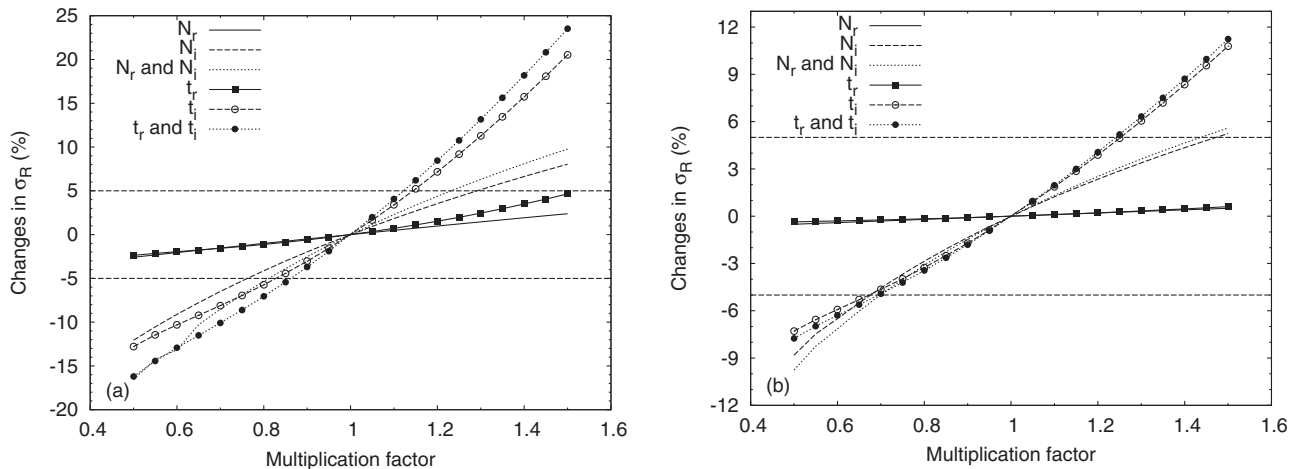 25
20
15
10
5
0
-5
-10
-15
-20
Changes in σR (%)
Nr
Ni
Nr and Ni
tr
ti
tr and ti
(a)
0.4 0.6 0.8 1.0 1.2 1.4 1.6
Multiplication factor
12
9
6
3
0
-3
-6
-9
-12
Changes in σR (%)
Nr
Ni
Nr and Ni
tr
ti
tr and ti
(b)
0.4 0.6 0.8 1.0 1.2 1.4 1.6
Multiplication factor